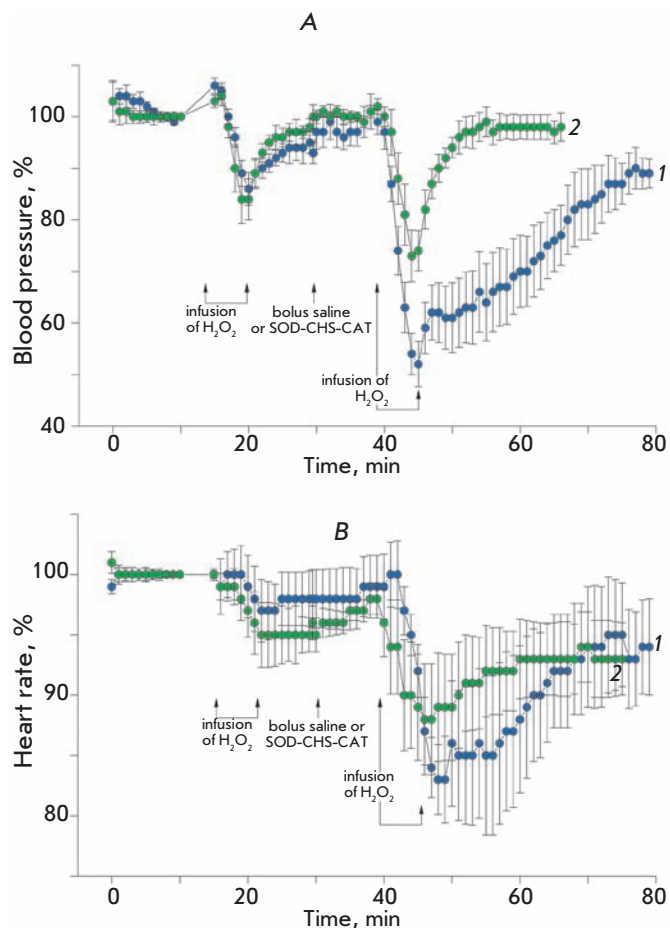 A
Blood pressure, %
100
80
60
40
infusion
of H₂O₂
bolus saline
or SOD-CHS-CAT
infusion of
H₂O₂
2
1
0
20
40
60
80
Time, min
B
Heart rate, %
100
90
80
infusion
of H₂O₂
bolus saline or
SOD-CHS-CAT
infusion
of H₂O₂
1
2
0
20
40
60
80
Time, min